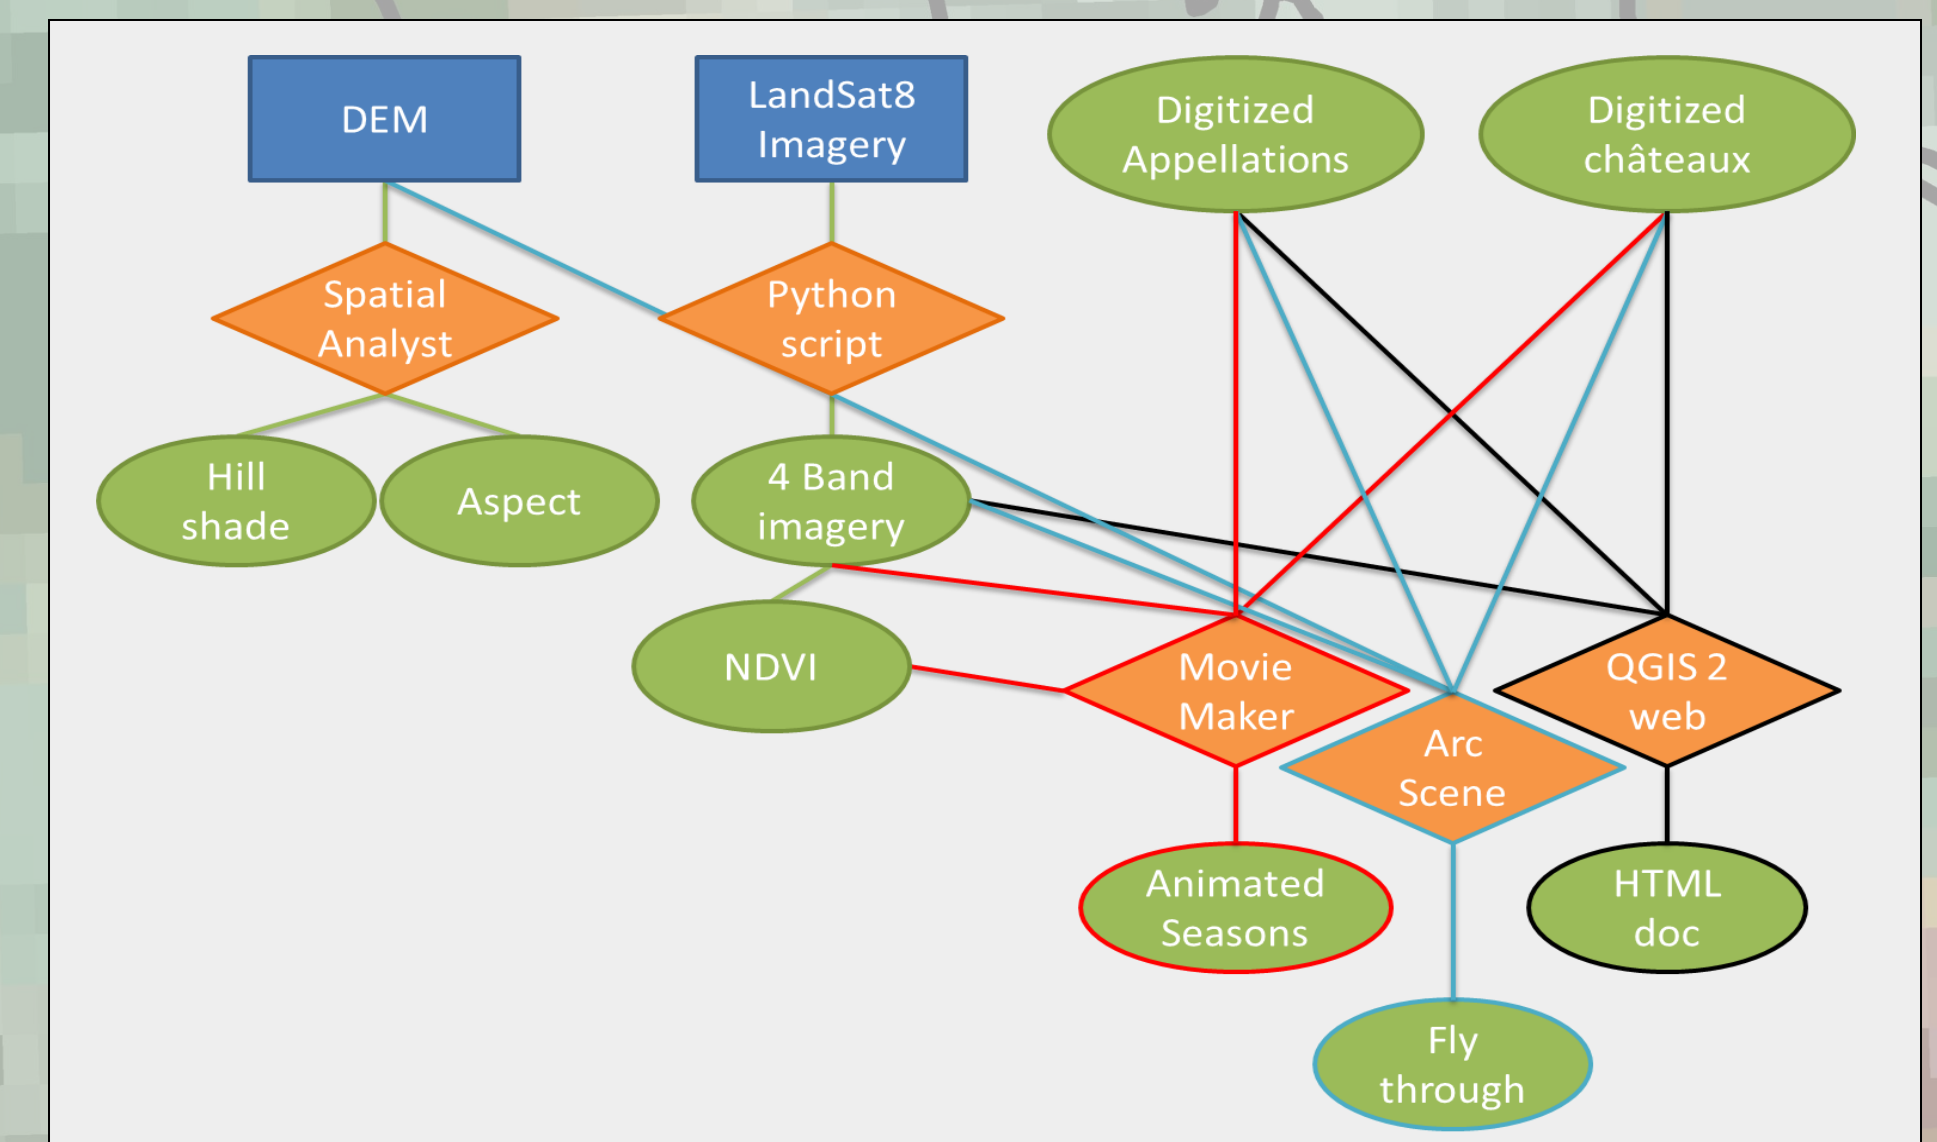 DEM
LandSat8
Imagery
Digitized
Appellations
Digitized
châteaux
Spatial
Analyst
Python
script
Hill
shade
Aspect
4 Band
imagery
NDVI
Movie
Maker
QGIS 2
web
Arc
Scene
Animated
Seasons
HTML
doc
Fly
through